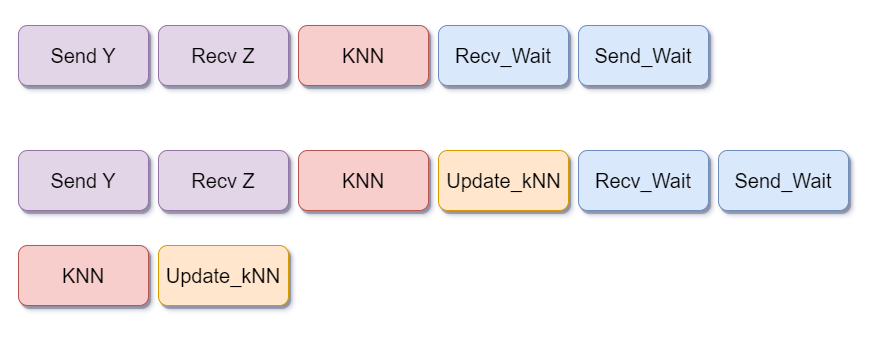 Send Y Recv Z KNN Recv_Wait Send_Wait
Send Y Recv Z KNN Update_kNN Recv_Wait Send_Wait
KNN Update_kNN